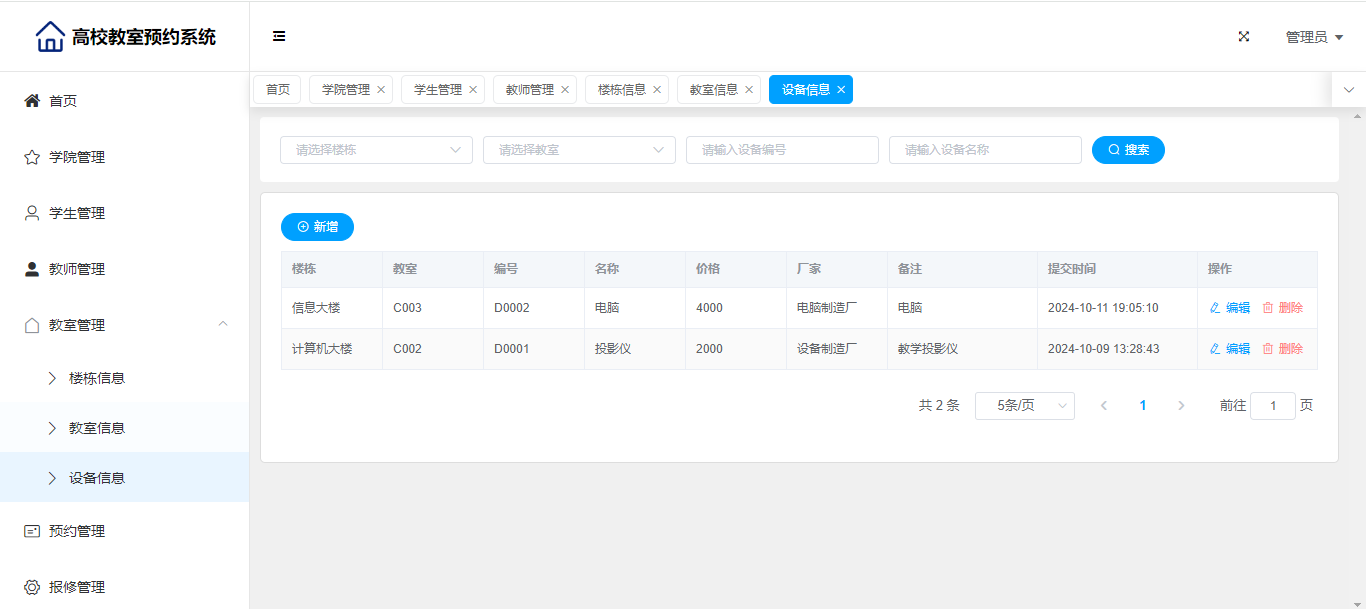 高校教室预约系统
管理员
首页
学院管理
学生管理
教师管理
教室管理
楼栋信息
教室信息
设备信息
预约管理
报修管理
首页 学院管理 学生管理 教师管理 楼栋信息 教室信息 设备信息
请选择楼栋 请选择教室 请输入设备编号 请输入设备名称 搜索
新增
楼栋 教室 编号 名称 价格 厂家 备注 提交时间 操作
信息大楼 C003 D0002 电脑 4000 电脑制造厂 电脑 2024-10-11 19:05:10 编辑 删除
计算机大楼 C002 D0001 投影仪 2000 设备制造厂 教学投影仪 2024-10-09 13:28:43 编辑 删除
共 2 条 5条/页 1 前往 1 页